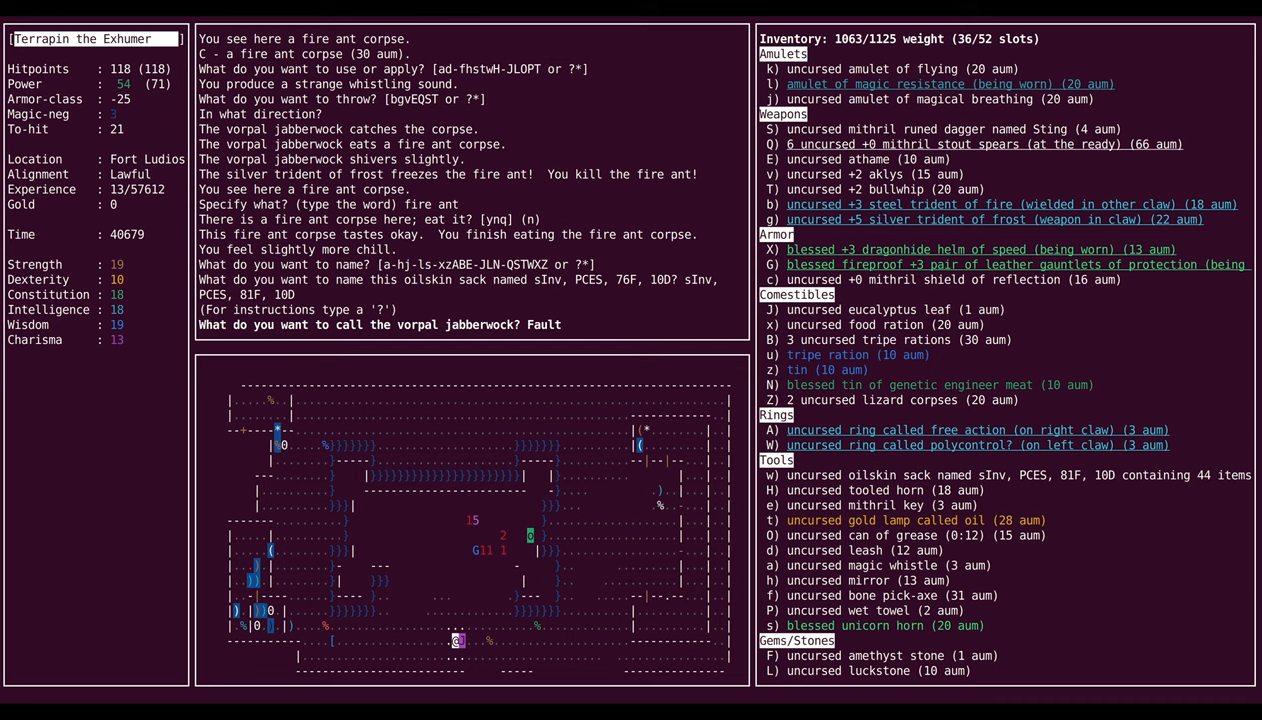 [Terrapin the Exhumer ]
Hitpoints : 118 (118)
Power : 54 (71)
Armor-class : -25
Magic-neg : 3
To-hit : 21
Location : Fort Ludios
Alignment : Lawful
Experience : 13/57612
Gold : 0
Time : 40679
Strength : 19
Dexterity : 10
Constitution : 18
Intelligence : 18
Wisdom : 19
Charisma : 13
You see here a fire ant corpse.
C - a fire ant corpse (30 aum).
What do you want to use or apply? [ad-fhstwH-JLOPT or ?*]
You produce a strange whistling sound.
What do you want to throw? [bgvEQST or ?*]
In what direction?
The vorpal jabberwock catches the corpse.
The vorpal jabberwock eats a fire ant corpse.
The vorpal jabberwock shivers slightly.
The silver trident of frost freezes the fire ant! You kill the fire ant!
You see here a fire ant corpse.
Specify what? (type the word) fire ant
There is a fire ant corpse here; eat it? [ynq] (n)
This fire ant corpse tastes okay. You finish eating the fire ant corpse.
You feel slightly more chill.
What do you want to name? [a-hj-ls-xzABE-JLN-QSTWXZ or ?*]
What do you want to name this oilskin sack named sInv, PCES, 76F, 10D? sInv,
PCES, 81F, 10D
(For instructions type a '?')
What do you want to call the vorpal jabberwock? Fault
Inventory: 1063/1125 weight (36/52 slots)
Amulets
k) uncursed amulet of flying (20 aum)
l) amulet of magic resistance (being worn) (20 aum)
j) uncursed amulet of magical breathing (20 aum)
Weapons
S) uncursed mithril runed dagger named Sting (4 aum)
Q) 6 uncursed +0 mithril stout spears (at the ready) (66 aum)
E) uncursed athame (10 aum)
v) uncursed +2 aklys (15 aum)
T) uncursed +2 bullwhip (20 aum)
b) uncursed +3 steel trident of fire (wielded in other claw) (18 aum)
g) uncursed +5 silver trident of frost (weapon in claw) (22 aum)
Armor
X) blessed +3 dragonhide helm of speed (being worn) (13 aum)
G) blessed fireproof +3 pair of leather gauntlets of protection (being
c) uncursed +0 mithril shield of reflection (16 aum)
Comestibles
J) uncursed eucalyptus leaf (1 aum)
x) uncursed food ration (20 aum)
B) 3 uncursed tripe rations (30 aum)
u) tripe ration (10 aum)
z) tin (10 aum)
N) blessed tin of genetic engineer meat (10 aum)
Z) 2 uncursed lizard corpses (20 aum)
Rings
A) uncursed ring called free action (on right claw) (3 aum)
W) uncursed ring called polycontrol? (on left claw) (3 aum)
Tools
w) uncursed oilskin sack named sInv, PCES, 81F, 10D containing 44 items
H) uncursed tooled horn (18 aum)
e) uncursed mithril key (3 aum)
t) uncursed gold lamp called oil (28 aum)
O) uncursed can of grease (0:12) (15 aum)
d) uncursed leash (12 aum)
a) uncursed magic whistle (3 aum)
h) uncursed mirror (13 aum)
f) uncursed bone pick-axe (31 aum)
P) uncursed wet towel (2 aum)
s) blessed unicorn horn (20 aum)
Gems/Stones
F) uncursed amethyst stone (1 aum)
L) uncursed luckstone (10 aum)